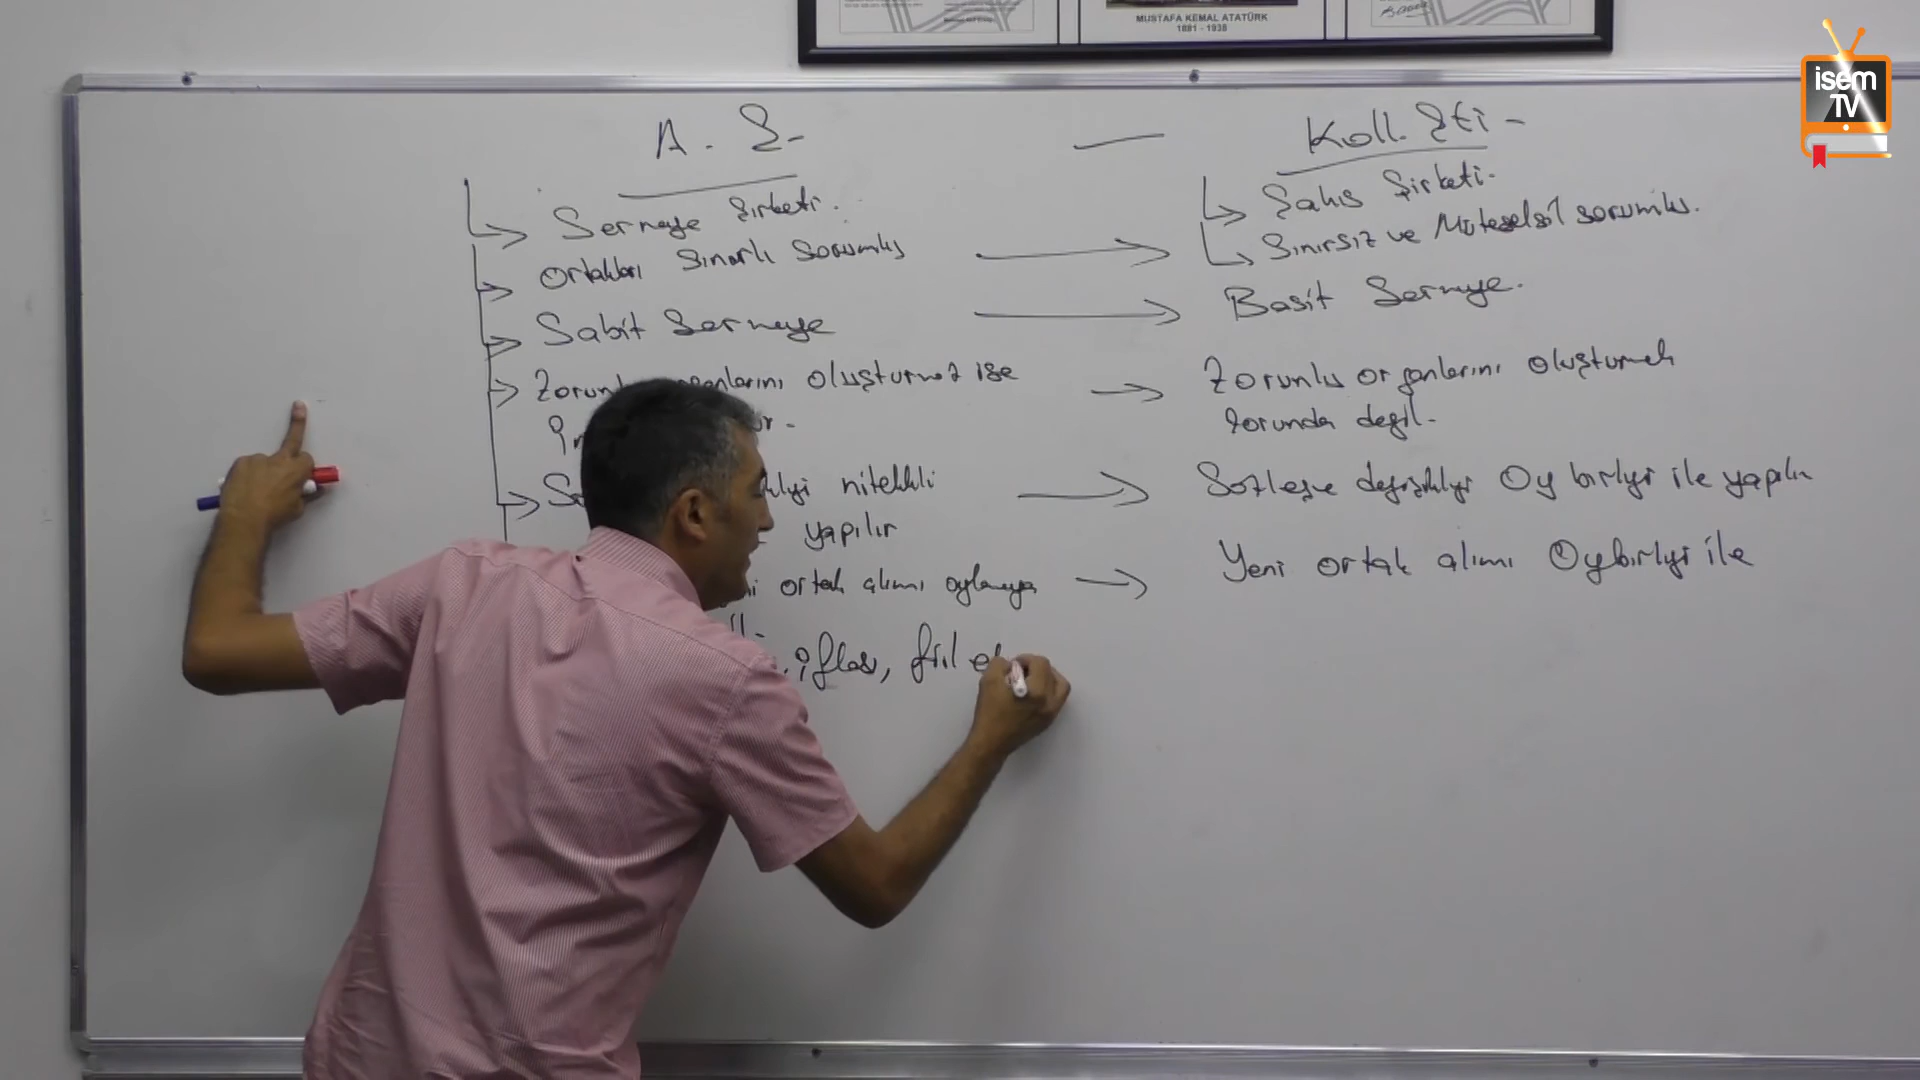 MUSTAFA KEMAL ATATÜRK
1881 - 1938
isem
TV
A. Ş. — Koll. Şti -
Sermaye Şirketi.
Şahıs Şirketi.
Ortakları Sınırlı Sorumlu
Sınırsız ve Müteselsil sorumlu.
Sabit Sermaye
Basit Sermaye.
organlarını oluşturmaz ise
Zorunlu organlarını oluşturmak
zorunda değil.
nitelikli
yapılır
Sözleşme değişikliği Oy birliği ile yapılır
ortak alımı oylamaya
Yeni ortak alımı Oybirliği ile
iflas, fiil